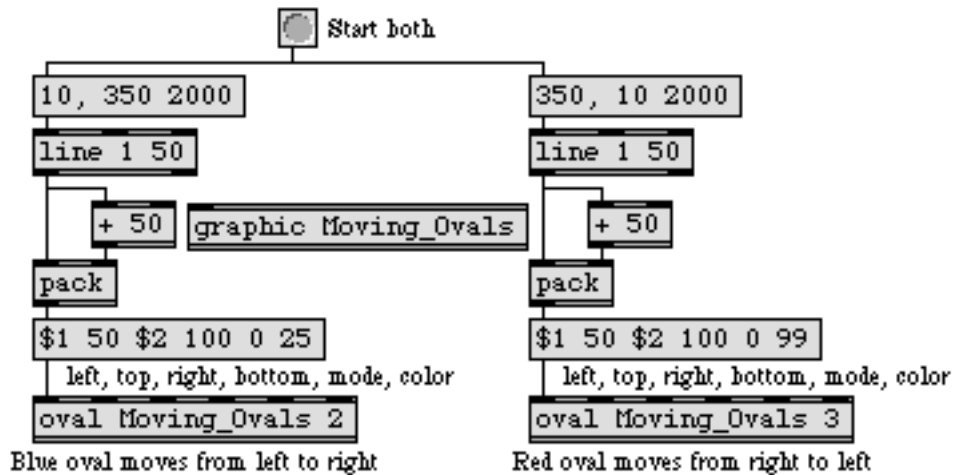 Start both
10, 350 2000
350, 10 2000
line 1 50
line 1 50
+ 50
graphic Moving_Ovals
+ 50
pack
pack
$1 50 $2 100 0 25
$1 50 $2 100 0 99
left, top, right, bottom, mode, color
left, top, right, bottom, mode, color
oval Moving_Ovals 2
oval Moving_Ovals 3
Blue oval moves from left to right
Red oval moves from right to left